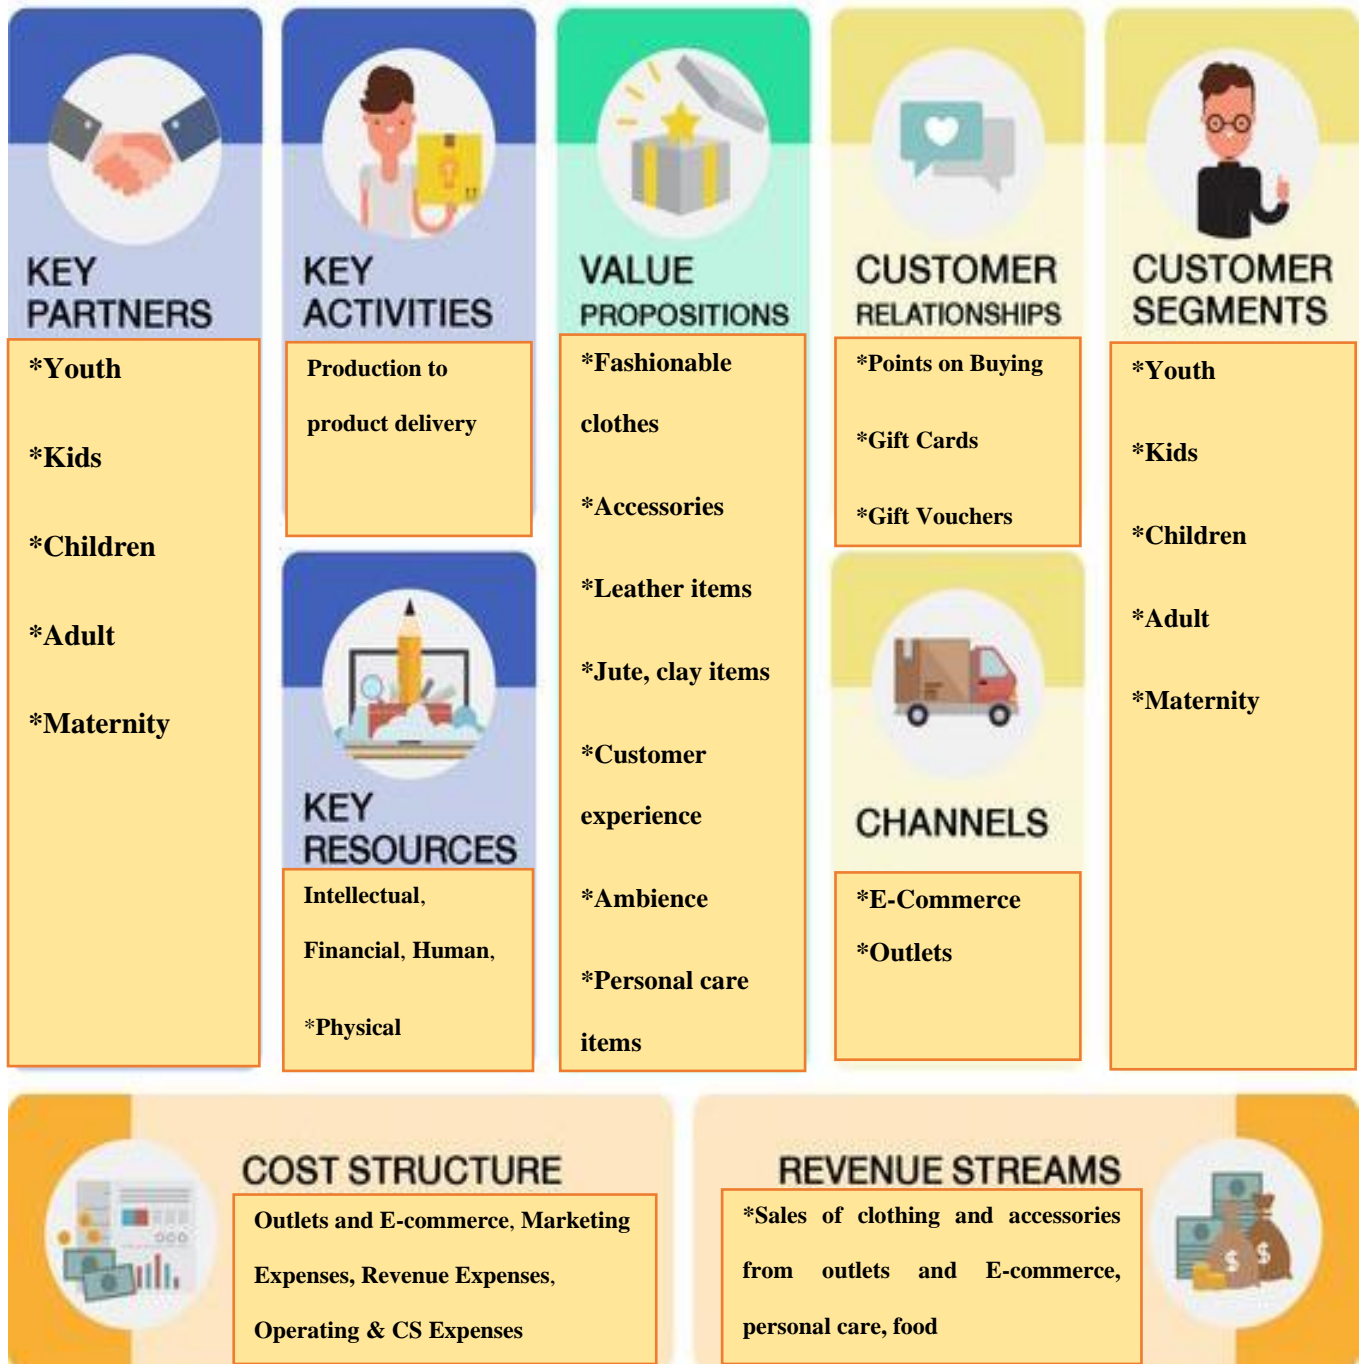 KEY
PARTNERS
*Youth
*Kids
*Children
*Adult
*Maternity
KEY
ACTIVITIES
Production to
product delivery
KEY
RESOURCES
Intellectual,
Financial, Human,
*Physical
VALUE
PROPOSITIONS
*Fashionable
clothes
*Accessories
*Leather items
*Jute, clay items
*Customer
experience
*Ambience
*Personal care
items
CUSTOMER
RELATIONSHIPS
*Points on Buying
*Gift Cards
*Gift Vouchers
CHANNELS
*E-Commerce
*Outlets
CUSTOMER
SEGMENTS
*Youth
*Kids
*Children
*Adult
*Maternity
COST STRUCTURE
Outlets and E-commerce, Marketing
Expenses, Revenue Expenses,
Operating & CS Expenses
REVENUE STREAMS
*Sales of clothing and accessories
from outlets and E-commerce,
personal care, food
$
$